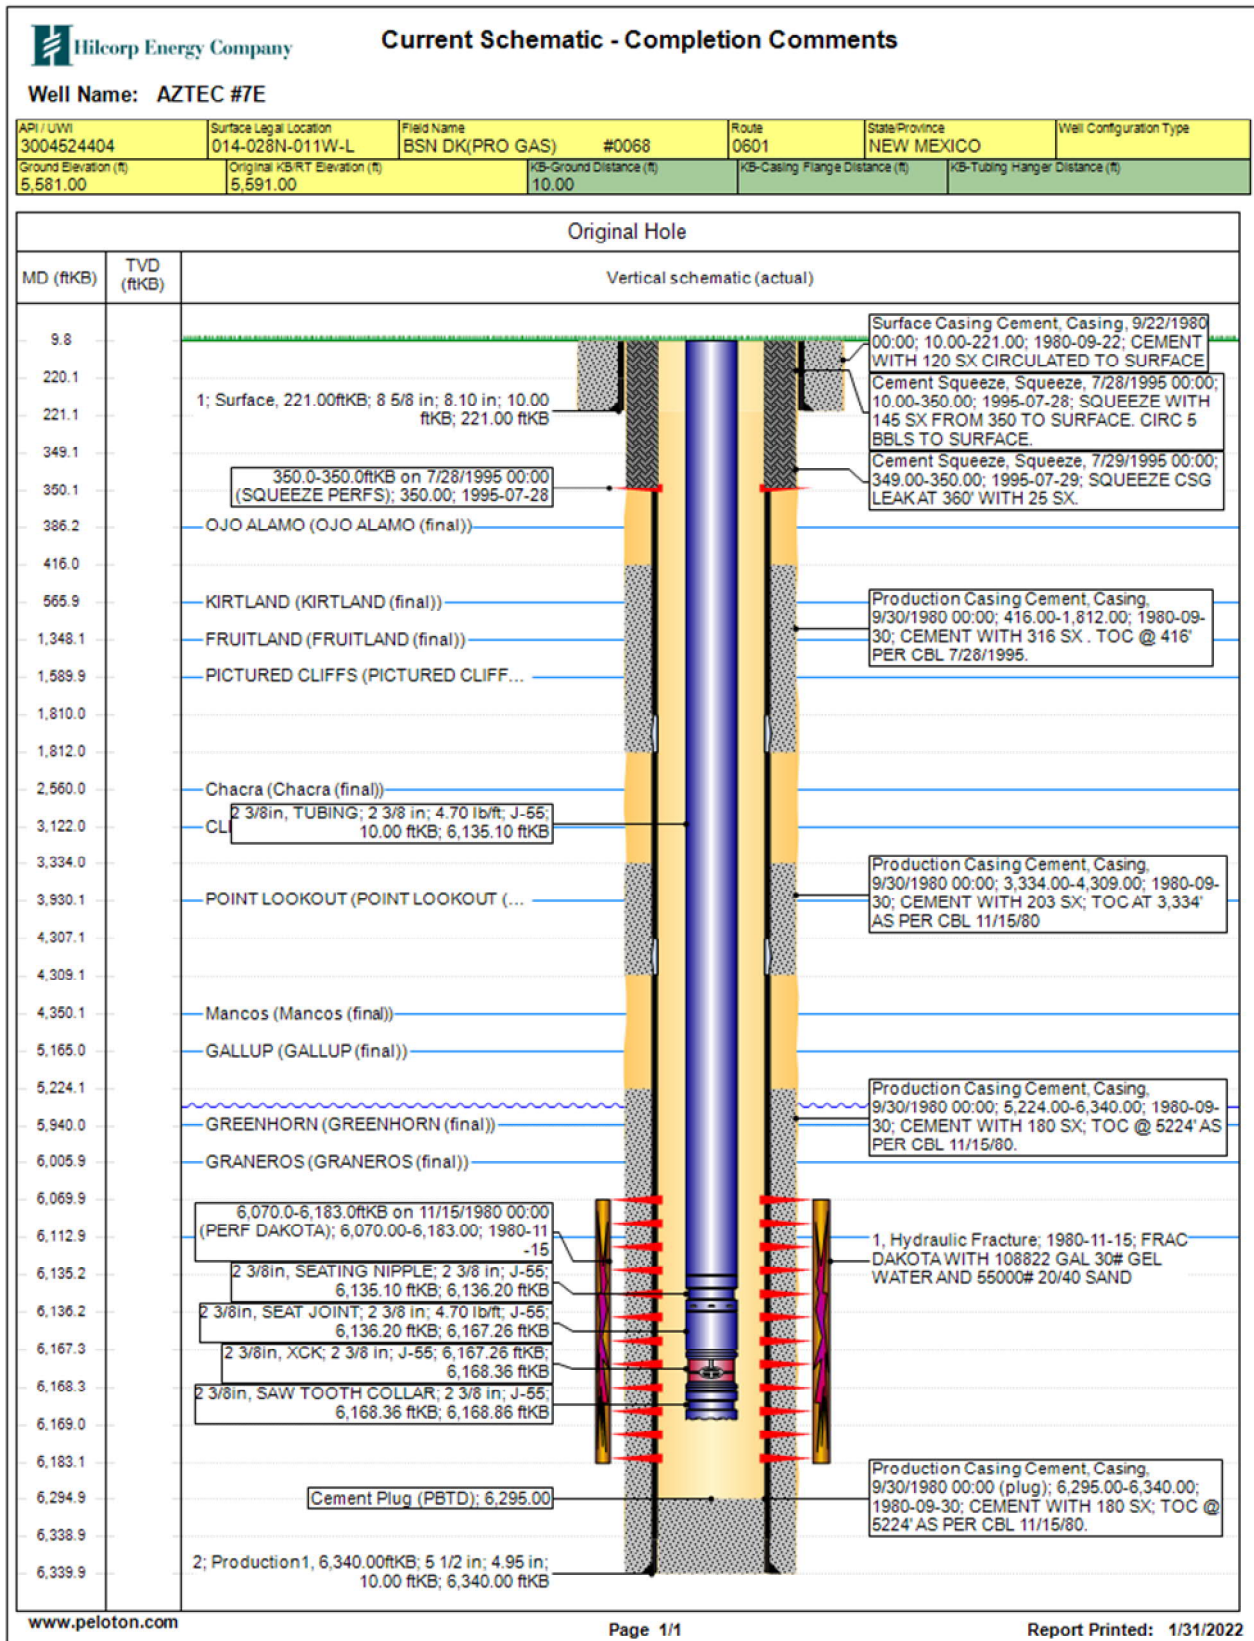 Hilcorp Energy Company
Current Schematic - Completion Comments
Well Name: AZTEC #7E
API / UWI
3004524404
Surface Legal Location
014-028N-011W-L
Field Name
BSN DK(PRO GAS) #0068
Route
0601
State/Province
NEW MEXICO
Well Configuration Type
Ground Elevation (ft)
5,581.00
Original KB/RT Elevation (ft)
5,591.00
KB-Ground Distance (ft)
10.00
KB-Casing Flange Distance (ft)
KB-Tubing Hanger Distance (ft)
Original Hole
MD (ftKB)
TVD
(ftKB)
Vertical schematic (actual)
9.8
220.1
221.1
349.1
350.1
386.2
416.0
565.9
1,348.1
1,589.9
1,810.0
1,812.0
2,560.0
3,122.0
3,334.0
3,930.1
4,307.1
4,309.1
4,350.1
5,165.0
5,224.1
5,940.0
6,005.9
6,069.9
6,112.9
6,135.2
6,136.2
6,167.3
6,168.3
6,169.0
6,183.1
6,294.9
6,338.9
6,339.9
1; Surface, 221.00ftKB; 8 5/8 in; 8.10 in; 10.00
ftKB; 221.00 ftKB
350.0-350.0ftKB on 7/28/1995 00:00
(SQUEEZE PERFS); 350.00; 1995-07-28
OJO ALAMO (OJO ALAMO (final))
KIRTLAND (KIRTLAND (final))
FRUITLAND (FRUITLAND (final))
PICTURED CLIFFS (PICTURED CLIFF...
Chacra (Chacra (final))
CLI
2 3/8in, TUBING; 2 3/8 in; 4.70 lb/ft; J-55;
10.00 ftKB; 6,135.10 ftKB
POINT LOOKOUT (POINT LOOKOUT (...
Mancos (Mancos (final))
GALLUP (GALLUP (final))
GREENHORN (GREENHORN (final))
GRANEROS (GRANEROS (final))
6,070.0-6,183.0ftKB on 11/15/1980 00:00
(PERF DAKOTA); 6,070.00-6,183.00; 1980-11
-15
2 3/8in, SEATING NIPPLE; 2 3/8 in; J-55;
6,135.10 ftKB; 6,136.20 ftKB
2 3/8in, SEAT JOINT; 2 3/8 in; 4.70 lb/ft; J-55;
6,136.20 ftKB; 6,167.26 ftKB
2 3/8in, XCK; 2 3/8 in; J-55; 6,167.26 ftKB;
6,168.36 ftKB
2 3/8in, SAW TOOTH COLLAR; 2 3/8 in; J-55;
6,168.36 ftKB; 6,168.86 ftKB
Cement Plug (PBTD); 6,295.00
2; Production1, 6,340.00ftKB; 5 1/2 in; 4.95 in;
10.00 ftKB; 6,340.00 ftKB
Surface Casing Cement, Casing, 9/22/1980
00:00; 10.00-221.00; 1980-09-22; CEMENT
WITH 120 SX CIRCULATED TO SURFACE
Cement Squeeze, Squeeze, 7/28/1995 00:00;
10.00-350.00; 1995-07-28; SQUEEZE WITH
145 SX FROM 350 TO SURFACE. CIRC 5
BBLS TO SURFACE.
Cement Squeeze, Squeeze, 7/29/1995 00:00;
349.00-350.00; 1995-07-29; SQUEEZE CSG
LEAK AT 360' WITH 25 SX.
Production Casing Cement, Casing,
9/30/1980 00:00; 416.00-1,812.00; 1980-09-
30; CEMENT WITH 316 SX . TOC @ 416'
PER CBL 7/28/1995.
Production Casing Cement, Casing,
9/30/1980 00:00; 3,334.00-4,309.00; 1980-09-
30; CEMENT WITH 203 SX; TOC AT 3,334'
AS PER CBL 11/15/80
Production Casing Cement, Casing,
9/30/1980 00:00; 5,224.00-6,340.00; 1980-09-
30; CEMENT WITH 180 SX; TOC @ 5224' AS
PER CBL 11/15/80.
1, Hydraulic Fracture; 1980-11-15; FRAC
DAKOTA WITH 108822 GAL 30# GEL
WATER AND 55000# 20/40 SAND
Production Casing Cement, Casing,
9/30/1980 00:00 (plug); 6,295.00-6,340.00;
1980-09-30; CEMENT WITH 180 SX; TOC @
5224' AS PER CBL 11/15/80.
www.peloton.com
Page 1/1
Report Printed: 1/31/2022